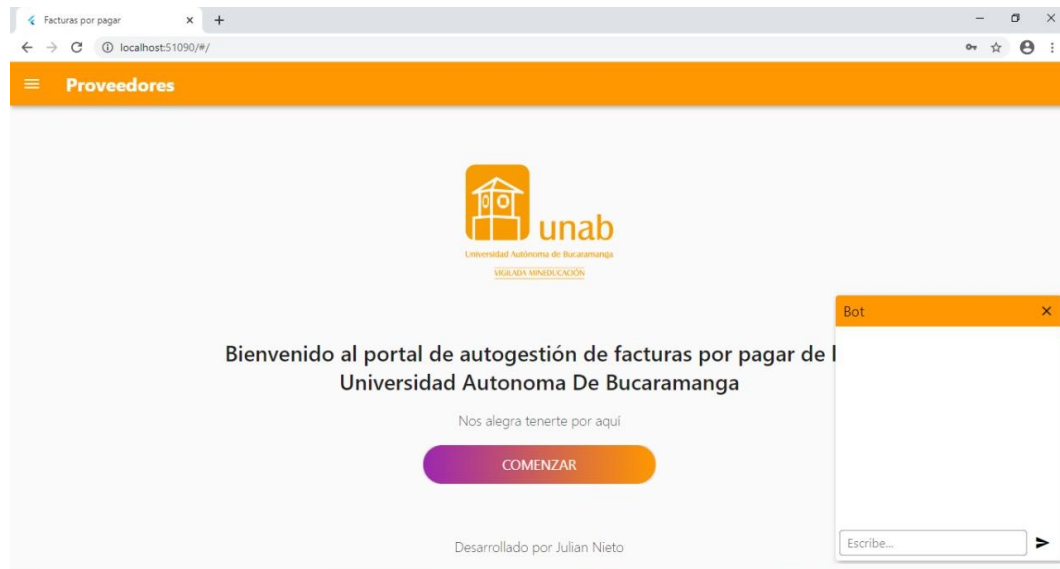 Facturas por pagar
localhost:51090/#/
Proveedores
unab
Universidad Autónoma de Bucaramanga
VIGILADA MINEDUCACIÓN
Bienvenido al portal de autogestión de facturas por pagar de
Universidad Autonoma De Bucaramanga
Nos alegra tenerte por aquí
COMENZAR
Desarrollado por Julian Nieto
Bot
Escribe...